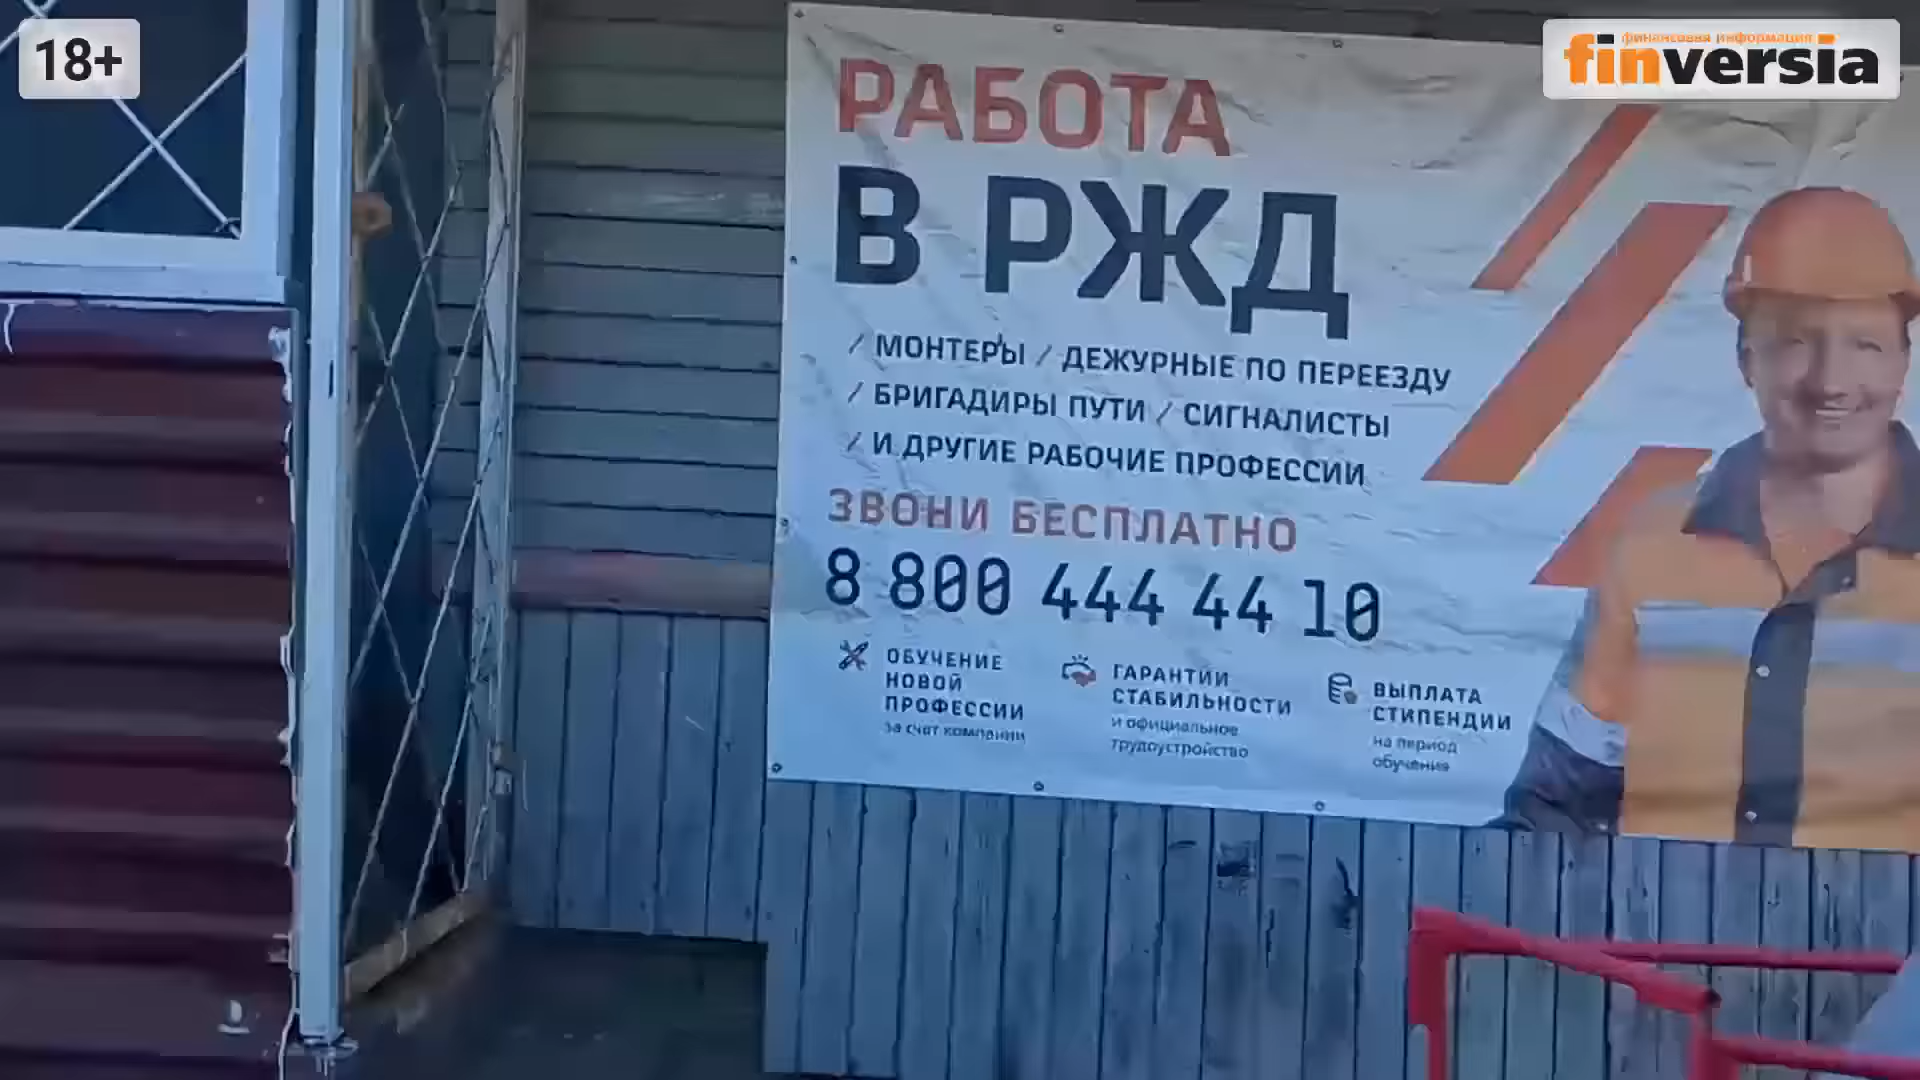 18+
финансовая информация
finversia
РАБОТА
В РЖД
/ МОНТЕРЫ / ДЕЖУРНЫЕ ПО ПЕРЕЕЗДУ
/ БРИГАДИРЫ ПУТИ / СИГНАЛИСТЫ
/ И ДРУГИЕ РАБОЧИЕ ПРОФЕССИИ
ЗВОНИ БЕСПЛАТНО
8 800 444 44 10
ОБУЧЕНИЕ
НОВОЙ
ПРОФЕССИИ
за счет компании
ГАРАНТИИ
СТАБИЛЬНОСТИ
и официальное
трудоустройство
ВЫПЛАТА
СТИПЕНДИИ
на период
обучения